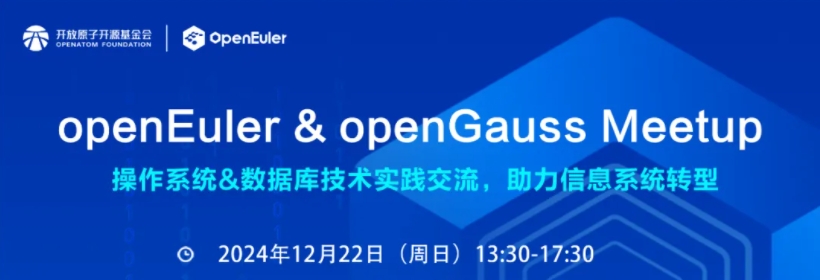 开放原子开源基金会
OPENATOM FOUNDATION
OpenEuler
openEuler & openGauss Meetup
操作系统&数据库技术实践交流，助力信息系统转型
2024年12月22日（周日）13:30-17:30